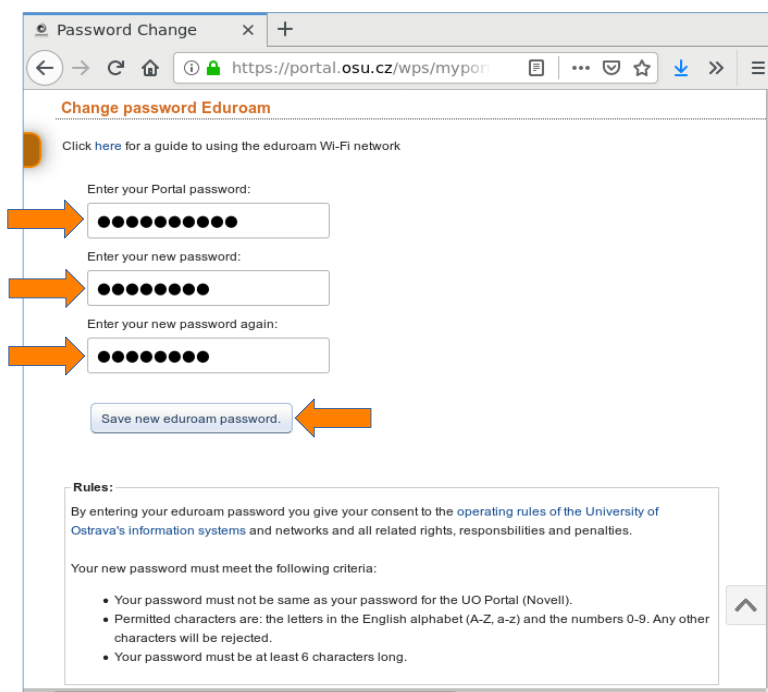 Password Change
https://portal.osu.cz/wps/mypor
Change password Eduroam
Click here for a guide to using the eduroam Wi-Fi network
Enter your Portal password:
Enter your new password:
Enter your new password again:
Save new eduroam password.
Rules:
By entering your eduroam password you give your consent to the operating rules of the University of
Ostrava's information systems and networks and all related rights, responsbilities and penalties.
Your new password must meet the following criteria:
• Your password must not be same as your password for the UO Portal (Novell).
• Permitted characters are: the letters in the English alphabet (A-Z, a-z) and the numbers 0-9. Any other
characters will be rejected.
• Your password must be at least 6 characters long.